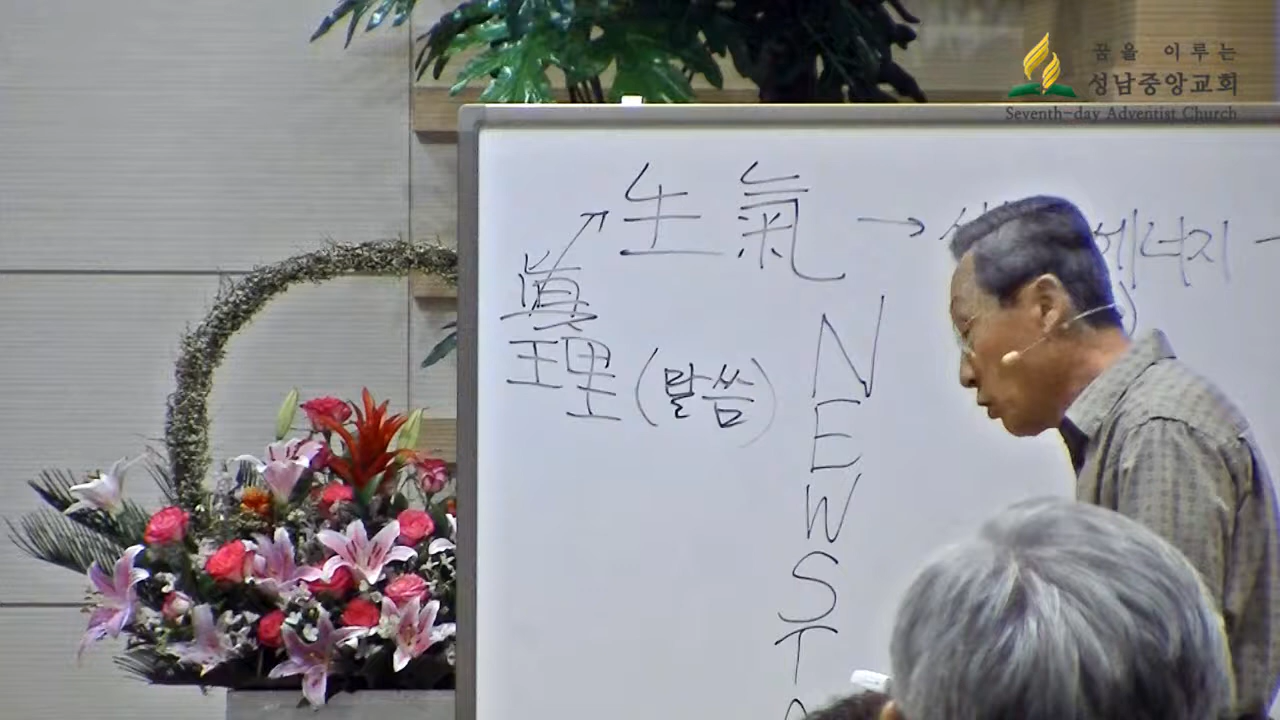 꿈을 이루는
성남중앙교회
Seventh-day Adventist Church
生氣 → 에너지
眞
理 (말씀)
N
E
W
S
T